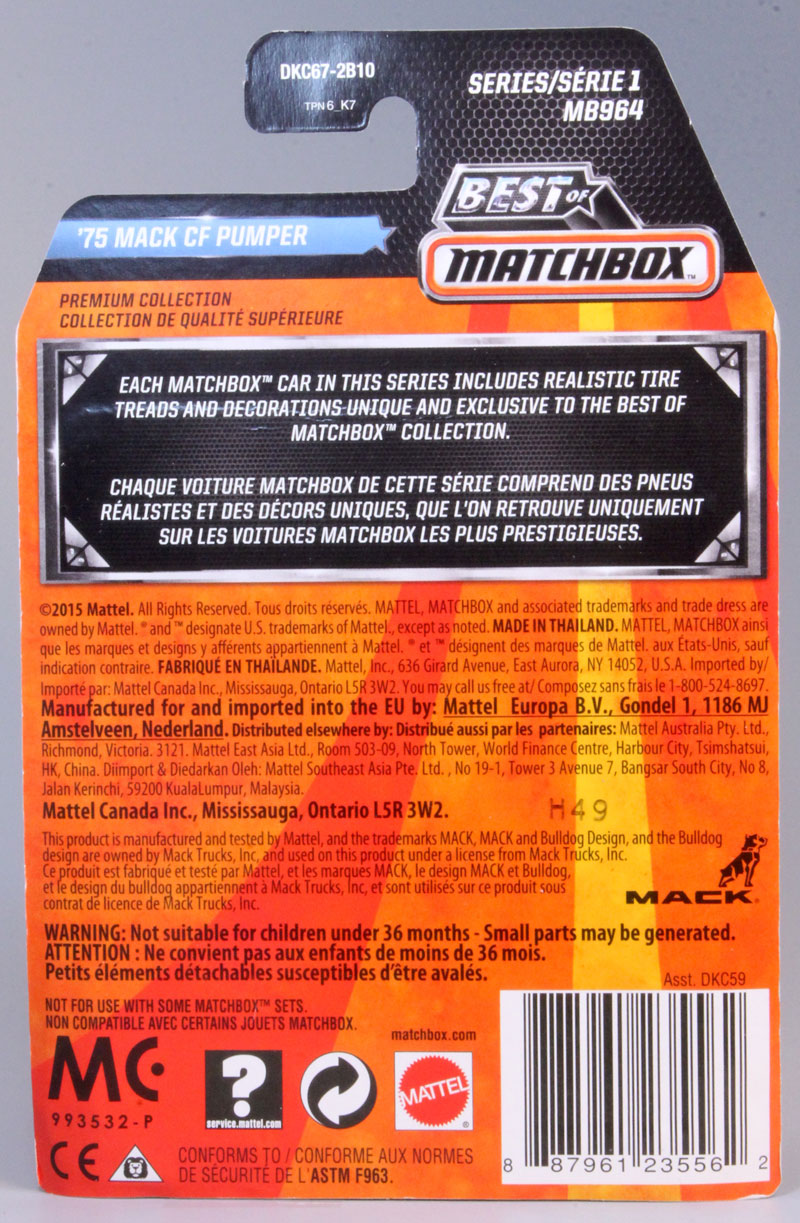 DKC67-2B10
TPN6_K7
SERIES/SÉRIE 1
MB964
BEST OF
MATCHBOX™
'75 MACK CF PUMPER
PREMIUM COLLECTION
COLLECTION DE QUALITÉ SUPÉRIEURE
EACH MATCHBOX™ CAR IN THIS SERIES INCLUDES REALISTIC TIRE
TREADS AND DECORATIONS UNIQUE AND EXCLUSIVE TO THE BEST OF
MATCHBOX™ COLLECTION.
CHAQUE VOITURE MATCHBOX DE CETTE SÉRIE COMPREND DES PNEUS
RÉALISTES ET DES DÉCORS UNIQUES, QUE L'ON RETROUVE UNIQUEMENT
SUR LES VOITURES MATCHBOX LES PLUS PRESTIGIEUSES.
©2015 Mattel. All Rights Reserved. Tous droits réservés. MATTEL, MATCHBOX and associated trademarks and trade dress are
owned by Mattel. ® and ™ designate U.S. trademarks of Mattel, except as noted. MADE IN THAILAND. MATTEL, MATCHBOX ainsi
que les marques et designs y afférents appartiennent à Mattel. ® et ™ désignent des marques de Mattel. aux États-Unis, sauf
indication contraire. FABRIQUÉ EN THAÏLANDE. Mattel, Inc., 636 Girard Avenue, East Aurora, NY 14052, U.S.A. Imported by/
Importé par: Mattel Canada Inc., Mississauga, Ontario L5R 3W2. You may call us free at/ Composez sans frais le 1-800-524-8697.
Manufactured for and imported into the EU by: Mattel Europa B.V., Gondel 1, 1186 MJ
Amstelveen, Nederland. Distributed elsewhere by: Distribué aussi par les partenaires: Mattel Australia Pty. Ltd.,
Richmond, Victoria. 3121. Mattel East Asia Ltd., Room 503-09, North Tower, World Finance Centre, Harbour City, Tsimshatsui,
HK, China. Diimport & Diedarkan Oleh: Mattel Southeast Asia Pte. Ltd. , No 19-1, Tower 3 Avenue 7, Bangsar South City, No 8,
Jalan Kerinchi, 59200 KualaLumpur, Malaysia.
Mattel Canada Inc., Mississauga, Ontario L5R 3W2.
H49
This product is manufactured and tested by Mattel, and the trademarks MACK, MACK and Bulldog Design, and the Bulldog
design are owned by Mack Trucks, Inc, and used on this product under a license from Mack Trucks, Inc.
Ce produit est fabriqué et testé par Mattel, et les marques MACK, le design MACK et Bulldog,
et le design du bulldog appartiennent à Mack Trucks, Inc, et sont utilisés sur ce produit sous
contrat de licence de Mack Trucks, Inc.
MACK®
WARNING: Not suitable for children under 36 months - Small parts may be generated.
ATTENTION : Ne convient pas aux enfants de moins de 36 mois.
Petits éléments détachables susceptibles d'être avalés.
Asst. DKC59
NOT FOR USE WITH SOME MATCHBOX™ SETS.
NON COMPATIBLE AVEC CERTAINS JOUETS MATCHBOX.
matchbox.com
MC
993532-P
?
service.mattel.com
MATTEL®
CE
CONFORMS TO / CONFORME AUX NORMES
DE SÉCURITÉ DE L'ASTM F963.
8 87961 23556 2